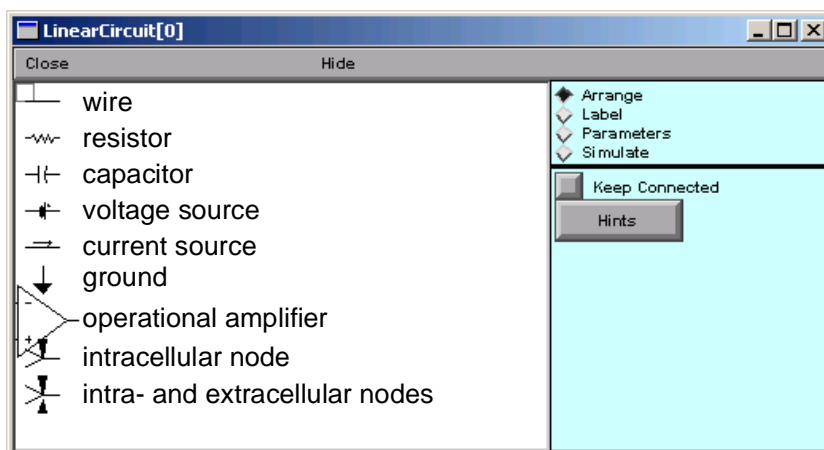 LinearCircuit[0]
Close Hide
wire
resistor
capacitor
voltage source
current source
ground
operational amplifier
intracellular node
intra- and extracellular nodes
Arrange
Label
Parameters
Simulate
Keep Connected
Hints